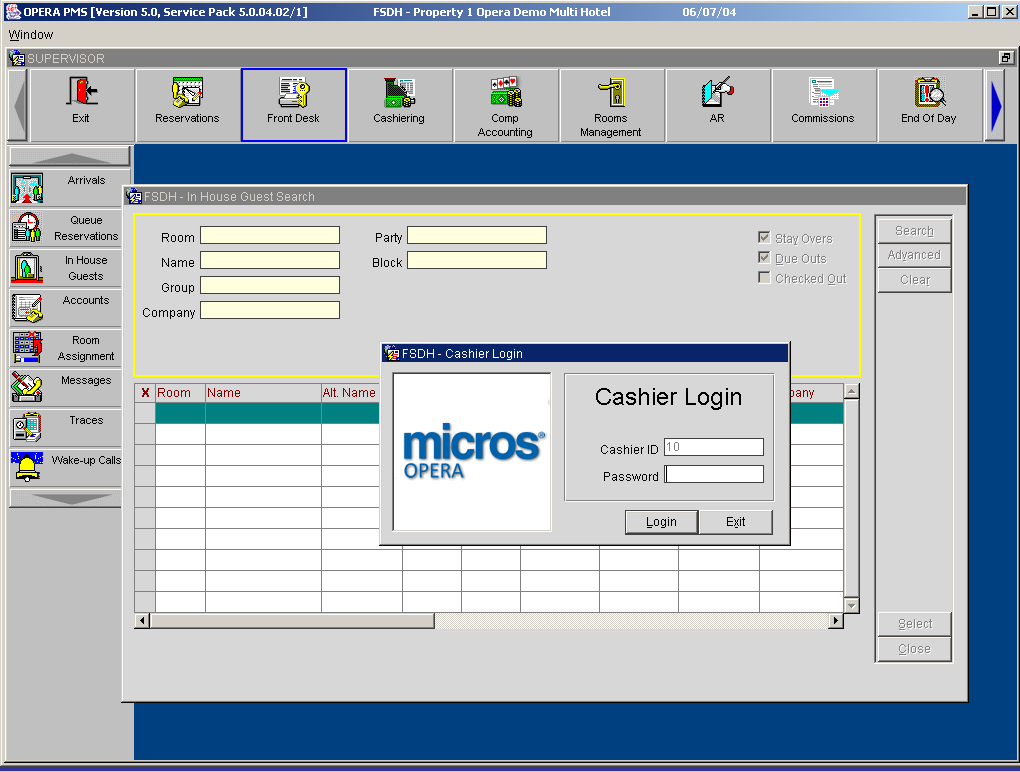 OPERA PMS [Version 5.0, Service Pack 5.0.04.02/1] FSDH - Property 1 Opera Demo Multi Hotel 06/07/04
Window
SUPERVISOR
Exit
Reservations
Front Desk
Cashiering
Comp
Accounting
Rooms
Management
AR
Commissions
End Of Day
Arrivals
Queue
Reservations
In House
Guests
Accounts
Room
Assignment
Messages
Traces
Wake-up Calls
FSDH - In House Guest Search
Room
Name
Group
Company
Party
Block
Stay Overs
Due Outs
Checked Out
Search
Advanced
Clear
X Room Name Alt. Name pany
FSDH - Cashier Login
micros®
OPERA
Cashier Login
Cashier ID 10
Password
Login Exit
Select
Close